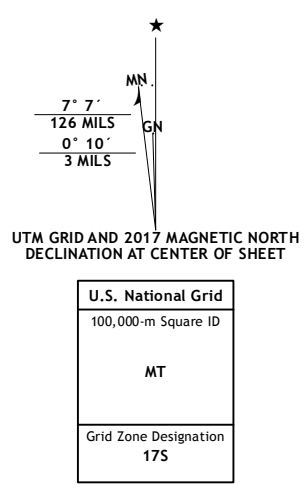 ★
MN
7° 7´
126 MILS
GN
0° 10´
3 MILS
UTM GRID AND 2017 MAGNETIC NORTH
DECLINATION AT CENTER OF SHEET
U.S. National Grid
100,000-m Square ID
MT
Grid Zone Designation
17S